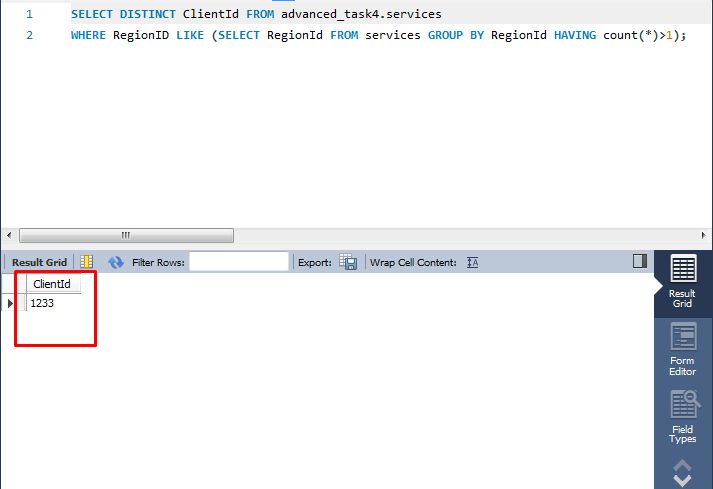 1 SELECT DISTINCT ClientId FROM advanced_task4.services
2 WHERE RegionID LIKE (SELECT RegionId FROM services GROUP BY RegionId HAVING count(*)>1);
Result Grid Filter Rows: Export: Wrap Cell Content: IA
ClientId
1233
Result
Grid
Form
Editor
Field
Types